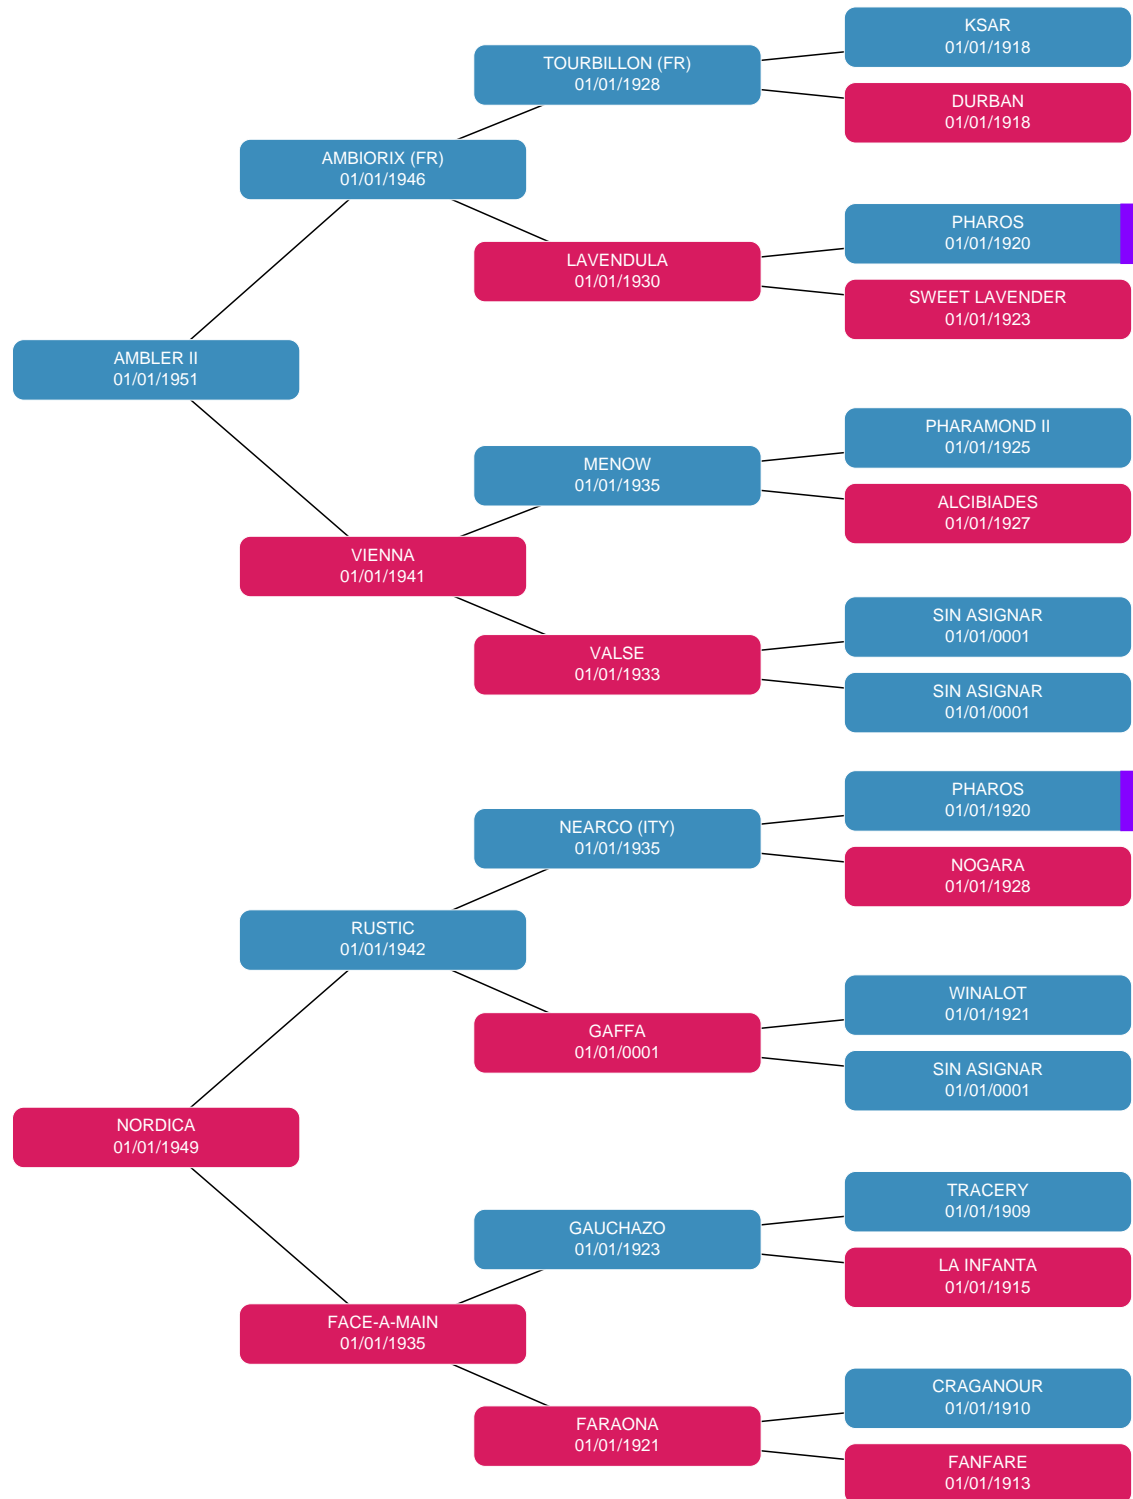 KSAR
01/01/1918
TOURBILLON (FR)
01/01/1928
DURBAN
01/01/1918
AMBIORIX (FR)
01/01/1946
PHAROS
01/01/1920
LAVENDULA
01/01/1930
SWEET LAVENDER
01/01/1923
AMBLER II
01/01/1951
PHARAMOND II
01/01/1925
MENOW
01/01/1935
ALCIBIADES
01/01/1927
VIENNA
01/01/1941
SIN ASIGNAR
01/01/0001
VALSE
01/01/1933
SIN ASIGNAR
01/01/0001
PHAROS
01/01/1920
NEARCO (ITY)
01/01/1935
NOGARA
01/01/1928
RUSTIC
01/01/1942
WINALOT
01/01/1921
GAFFA
01/01/0001
SIN ASIGNAR
01/01/0001
NORDICA
01/01/1949
TRACERY
01/01/1909
GAUCHAZO
01/01/1923
LA INFANTA
01/01/1915
FACE-A-MAIN
01/01/1935
CRAGANOUR
01/01/1910
FARAONA
01/01/1921
FANFARE
01/01/1913